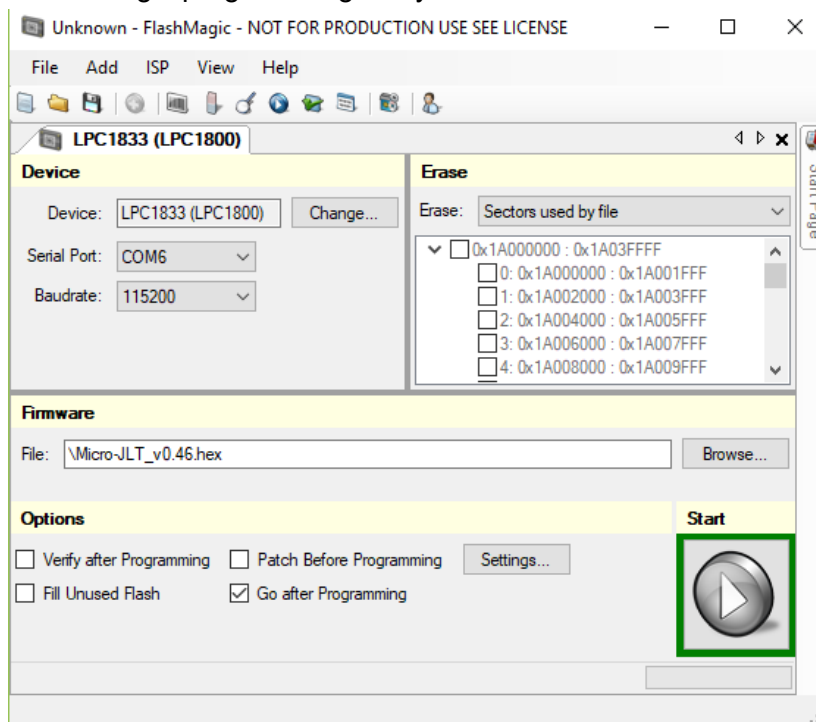 Unknown - FlashMagic - NOT FOR PRODUCTION USE SEE LICENSE
File Add ISP View Help
LPC1833 (LPC1800)
Start Page
Device
Device: LPC1833 (LPC1800) Change...
Serial Port: COM6
Baudrate: 115200
Erase
Erase: Sectors used by file
0x1A000000 : 0x1A03FFFF
0: 0x1A000000 : 0x1A001FFF
1: 0x1A002000 : 0x1A003FFF
2: 0x1A004000 : 0x1A005FFF
3: 0x1A006000 : 0x1A007FFF
4: 0x1A008000 : 0x1A009FFF
Firmware
File: \Micro-JLT_v0.46.hex Browse...
Options
Verify after Programming Patch Before Programming Settings...
Fill Unused Flash Go after Programming
Start